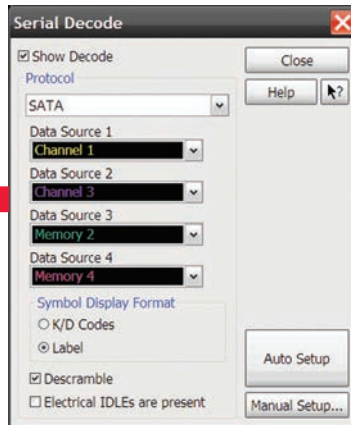 Serial Decode
Show Decode
Close
Protocol
Help
?
SATA
Data Source 1
Channel 1
Data Source 2
Channel 3
Data Source 3
Memory 2
Data Source 4
Memory 4
Symbol Display Format
K/D Codes
Label
Auto Setup
Descramble
Electrical IDLEs are present
Manual Setup...